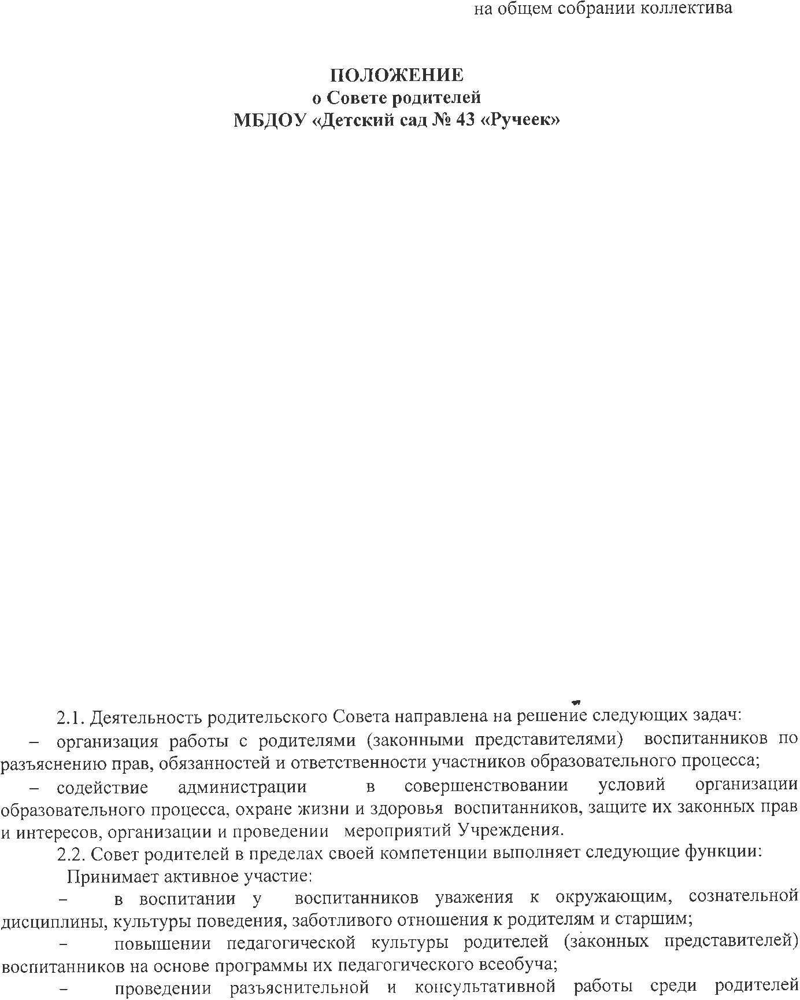 на общем собрании коллектива
ПОЛОЖЕНИЕ
о Совете родителей
МБДОУ «Детский сад № 43 «Ручеек»
2.1. Деятельность родительского Совета направлена на решение следующих задач:
– организация работы с родителями (законными представителями) воспитанников по
разъяснению прав, обязанностей и ответственности участников образовательного процесса;
– содействие администрации в совершенствовании условий организации
образовательного процесса, охране жизни и здоровья воспитанников, защите их законных прав
и интересов, организации и проведении мероприятий Учреждения.
2.2. Совет родителей в пределах своей компетенции выполняет следующие функции:
Принимает активное участие:
– в воспитании у воспитанников уважения к окружающим, сознательной
дисциплины, культуры поведения, заботливого отношения к родителям и старшим;
– повышении педагогической культуры родителей (законных представителей)
воспитанников на основе программы их педагогического всеобуча;
– проведении разъяснительной и консультативной работы среди родителей